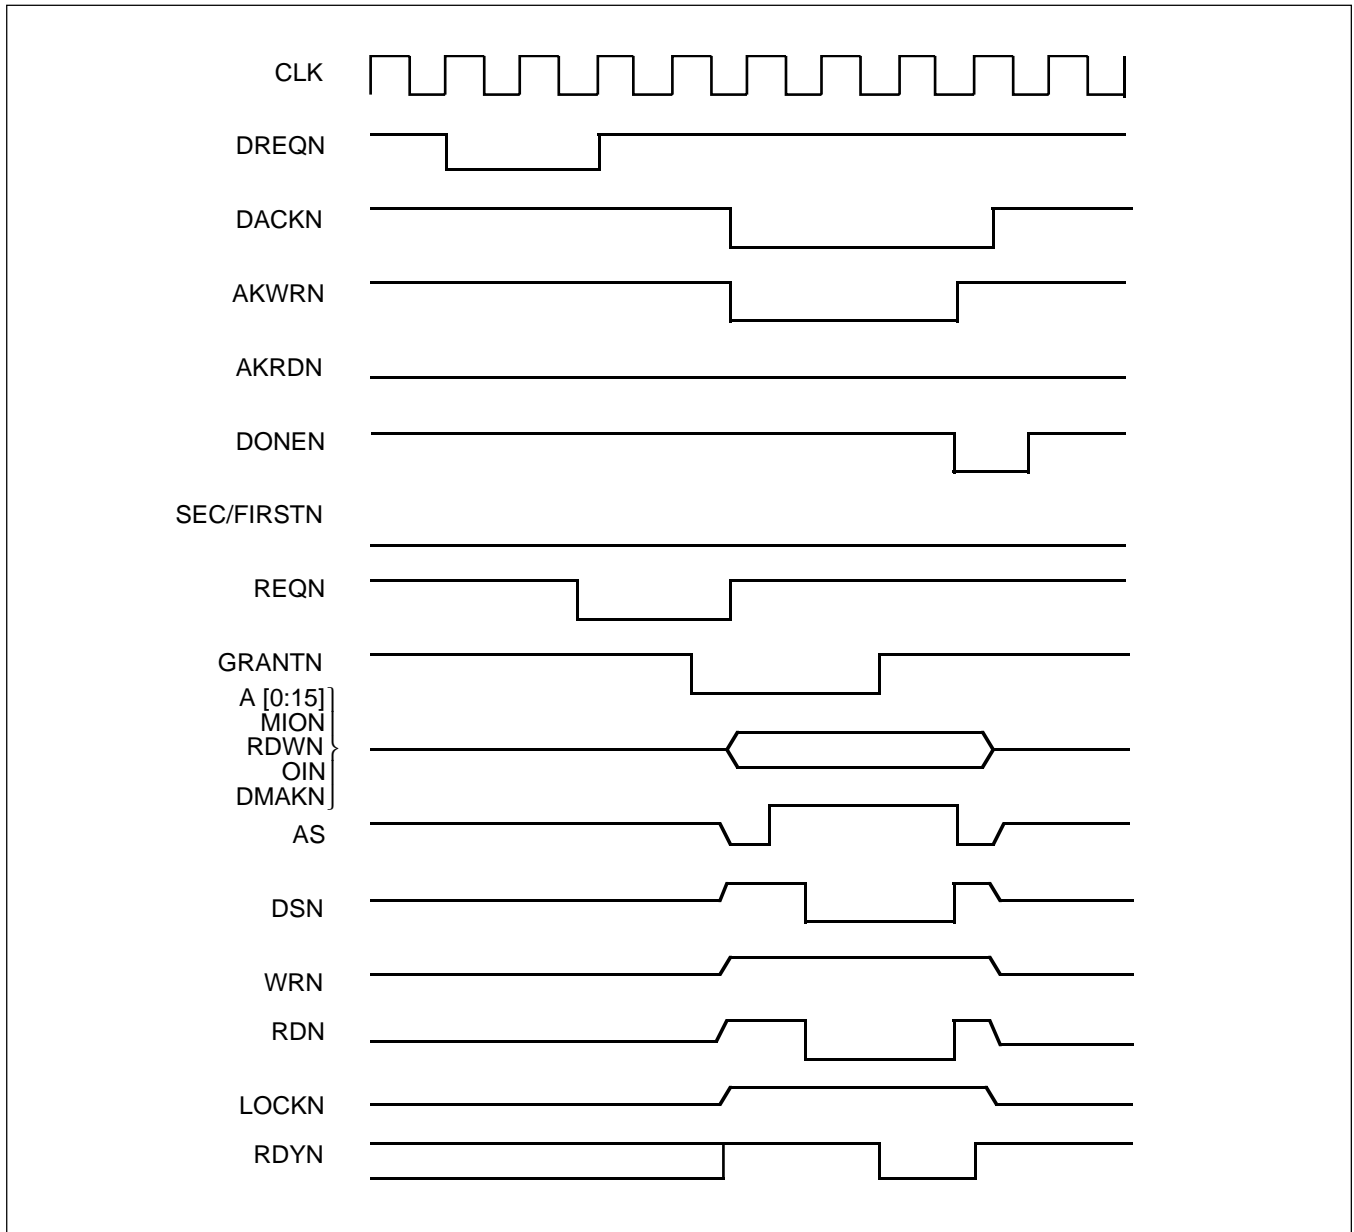 CLK
DREQN
DACKN
AKWRN
AKRDN
DONEN
SEC/FIRSTN
REQN
GRANTN
A [0:15]
MION
RDWN
OIN
DMAKN
AS
DSN
WRN
RDN
LOCKN
RDYN